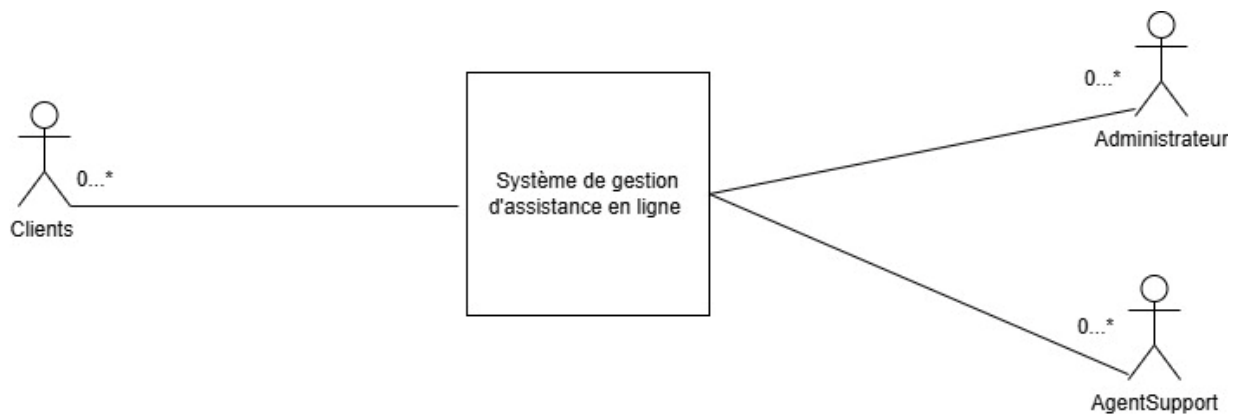 0...*
Clients
Système de gestion
d'assistance en ligne
0...*
Administrateur
0...*
AgentSupport